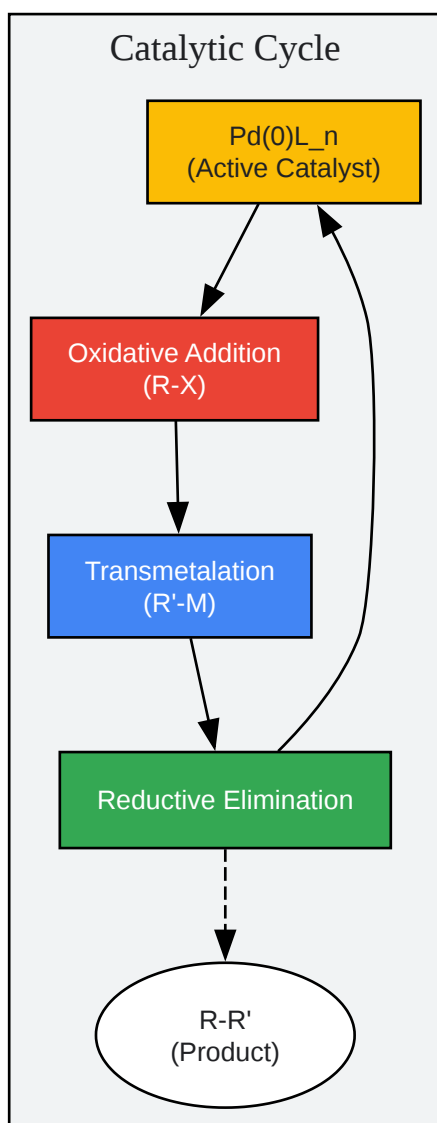 Catalytic Cycle
Pd(0)L_n
(Active Catalyst)
Oxidative Addition
(R-X)
Transmetalation
(R'-M)
Reductive Elimination
R-R'
(Product)